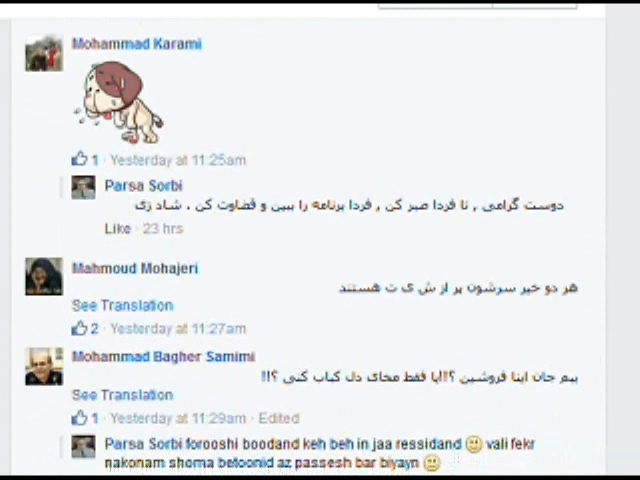 Mohammad Karami
1 · Yesterday at 11:25am
Parsa Sorbi
دوست گرامی , تا فردا صبر کن , فردا برنامه را ببین و قضاوت کن . شاد زی
Like · 23 hrs
Mahmoud Mohajeri
هر دو خبر سرشون پر از ش ی ت هستند
See Translation
2 · Yesterday at 11:27am
Mohammad Bagher Samimi
بیم جان اینا فروشین ؟!!یا فقط مخای دل کباب کنی ؟!!
See Translation
1 · Yesterday at 11:29am · Edited
Parsa Sorbi forooshi boodand keh beh in jaa ressidand vali fekr
nakonam shoma betoonid az passesh bar biyayn